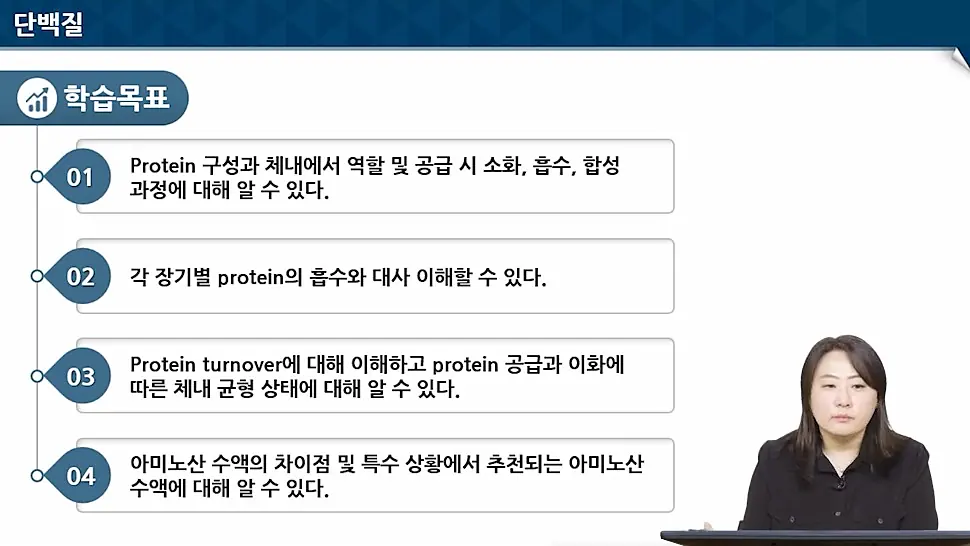 단백질
학습목표
01
Protein 구성과 체내에서 역할 및 공급 시 소화, 흡수, 합성
과정에 대해 알 수 있다.
02
각 장기별 protein의 흡수와 대사 이해할 수 있다.
03
Protein turnover에 대해 이해하고 protein 공급과 이화에
따른 체내 균형 상태에 대해 알 수 있다.
04
아미노산 수액의 차이점 및 특수 상황에서 추천되는 아미노산
수액에 대해 알 수 있다.